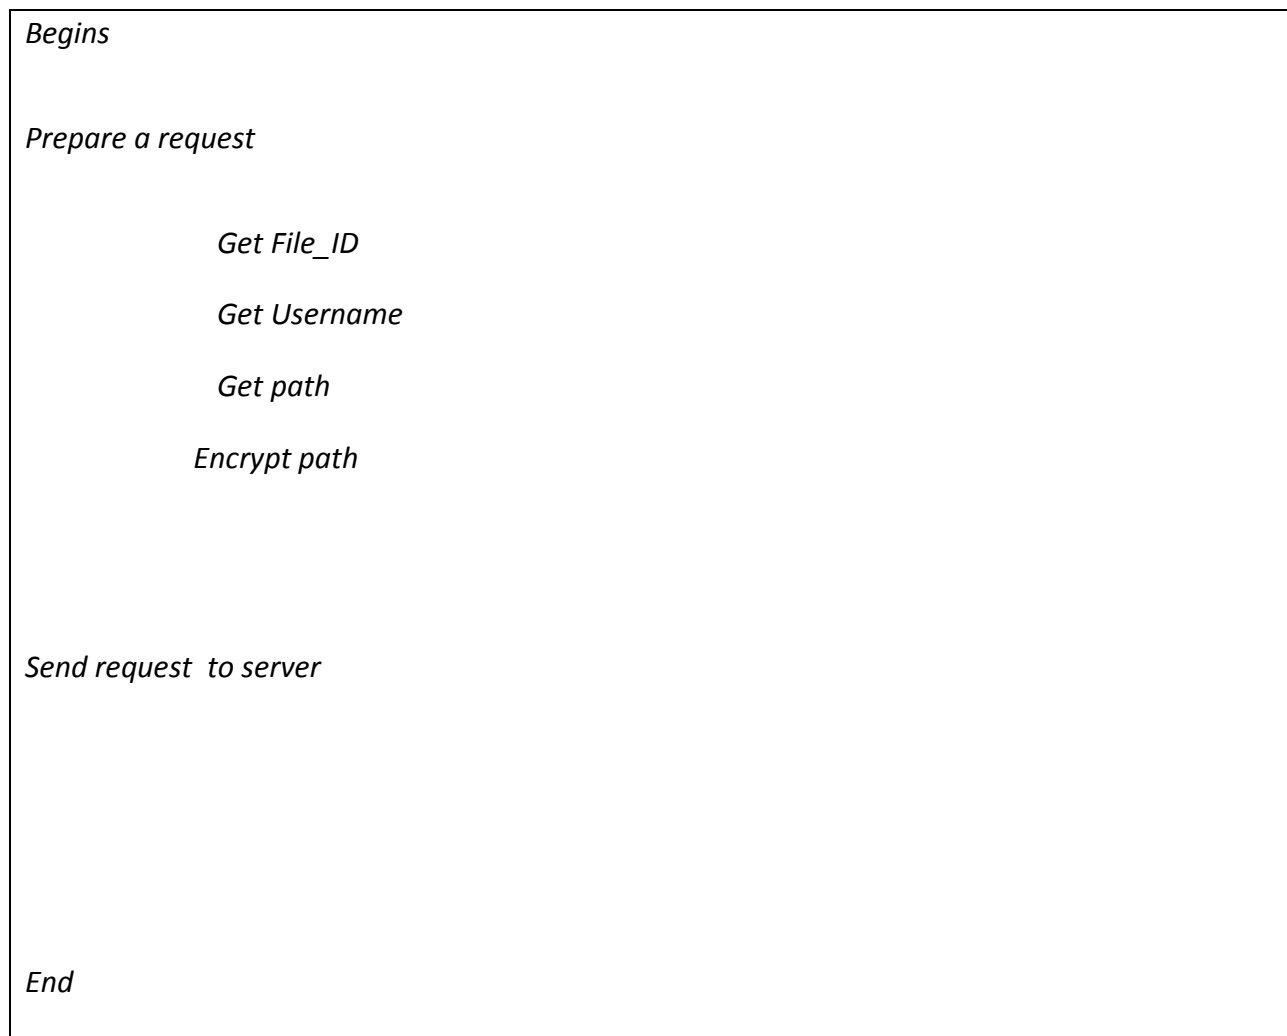 Begins
Prepare a request
Get File_ID
Get Username
Get path
Encrypt path
Send request  to server
End